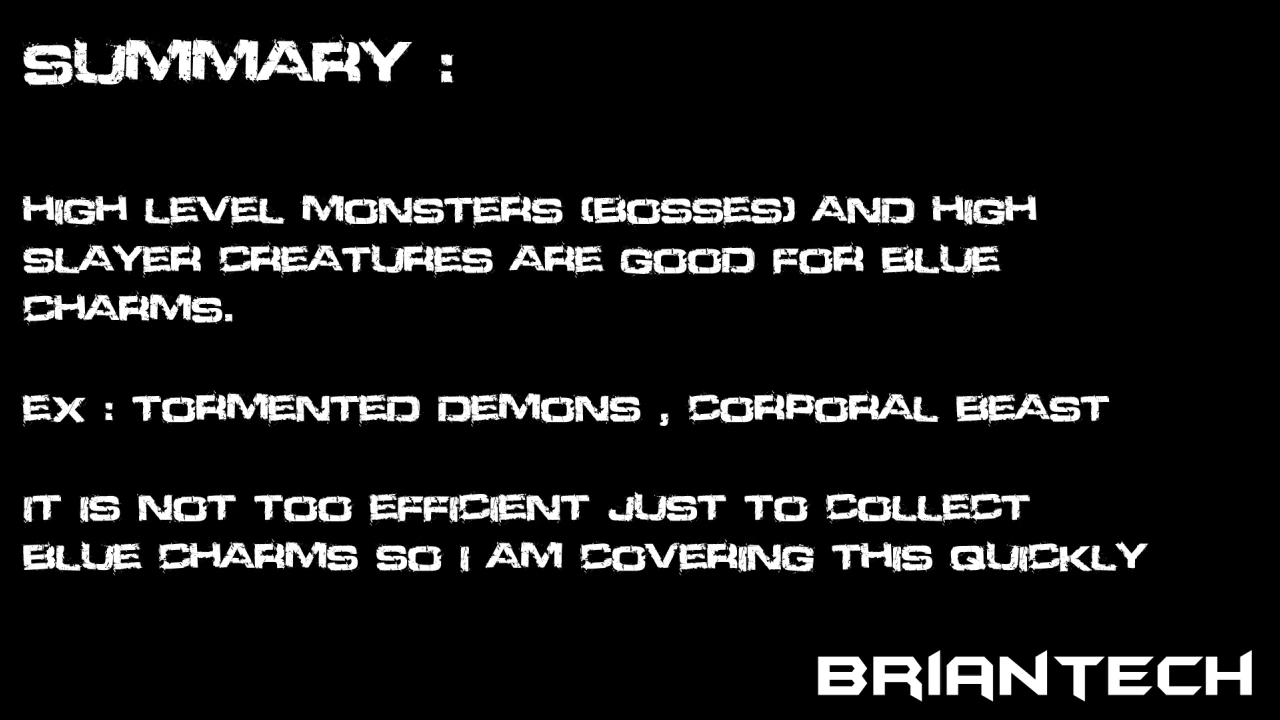 SUMMARY :
HIGH LEVEL MONSTERS (BOSSES) AND HIGH
SLAYER CREATURES ARE GOOD FOR BLUE
CHARMS.
EX : TORMENTED DEMONS , CORPORAL BEAST
IT IS NOT TOO EFFICIENT JUST TO COLLECT
BLUE CHARMS SO I AM COVERING THIS QUICKLY
BRIANTECH